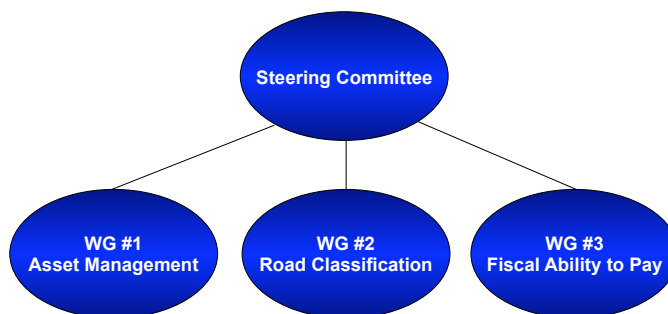 Steering Committee
WG #1
Asset Management
WG #2
Road Classification
WG #3
Fiscal Ability to Pay